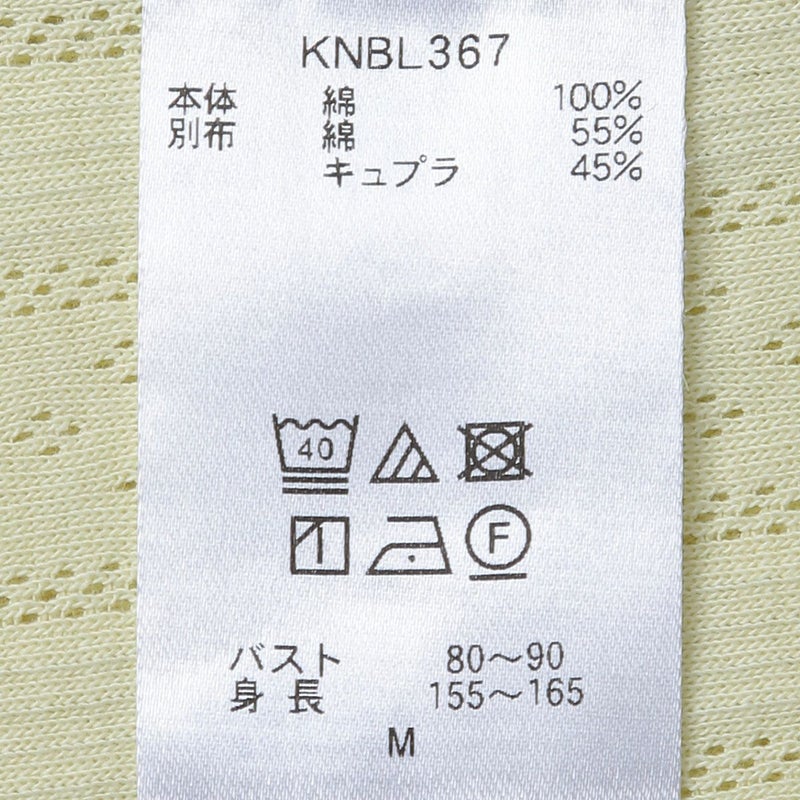 KNBL367
本体 綿 100%
別布 綿 55%
キュプラ 45%
40
F
バスト 80～90
身長 155～165
M